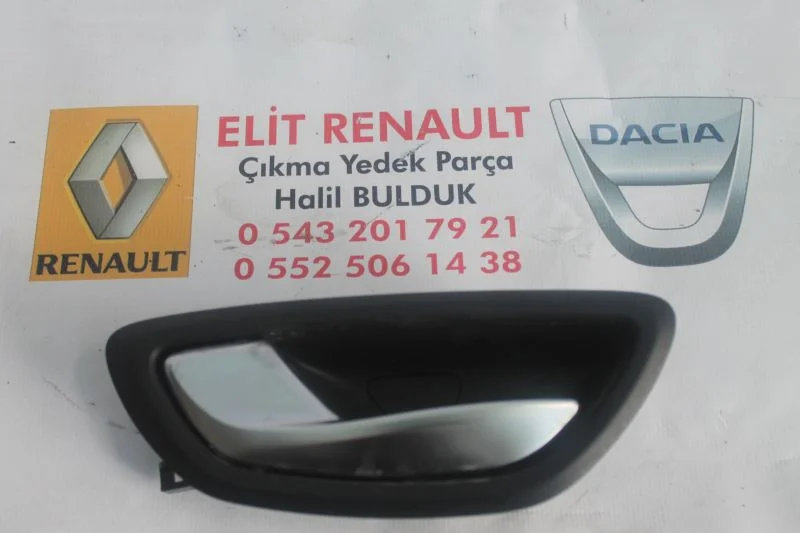 ELİT RENAULT
Çıkma Yedek Parça
Halil BULDUK
0 543 201 79 21
0 552 506 14 38
RENAULT
DACIA